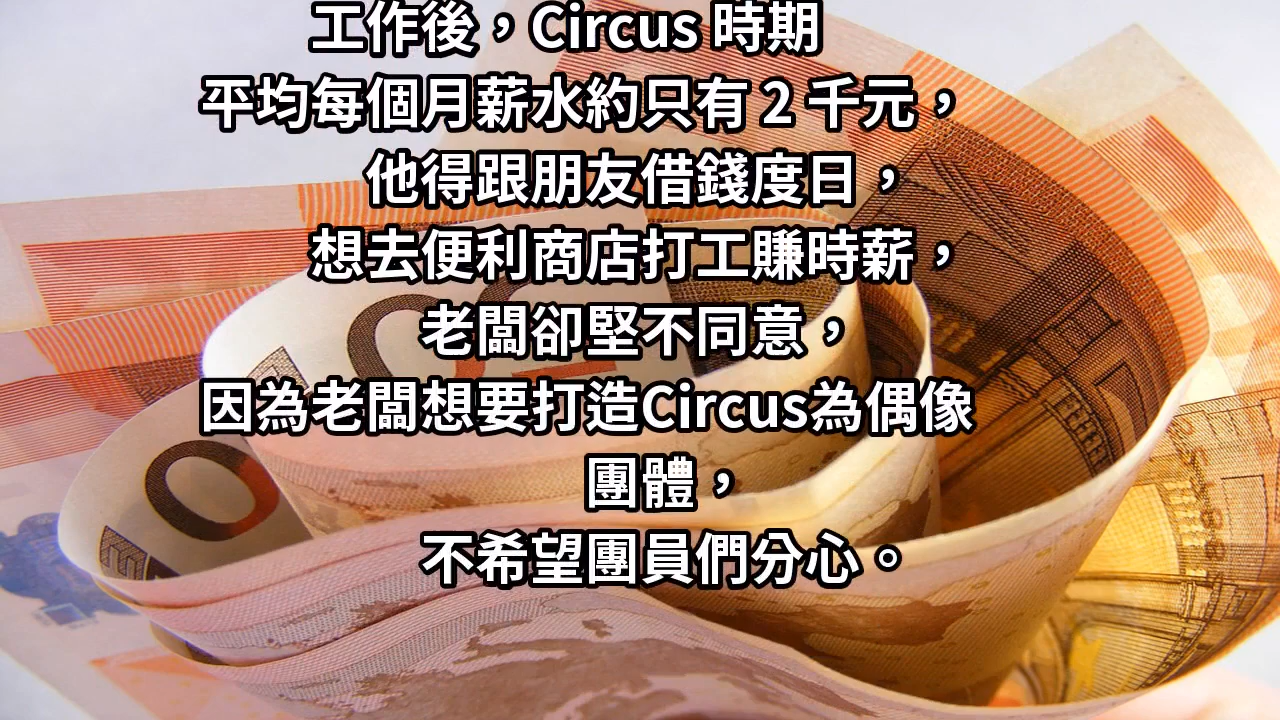 工作後，Circus 時期
平均每個月薪水約只有 2 千元，
他得跟朋友借錢度日，
想去便利商店打工賺時薪，
老闆卻堅不同意，
因為老闆想要打造Circus為偶像
團體，
不希望團員們分心。